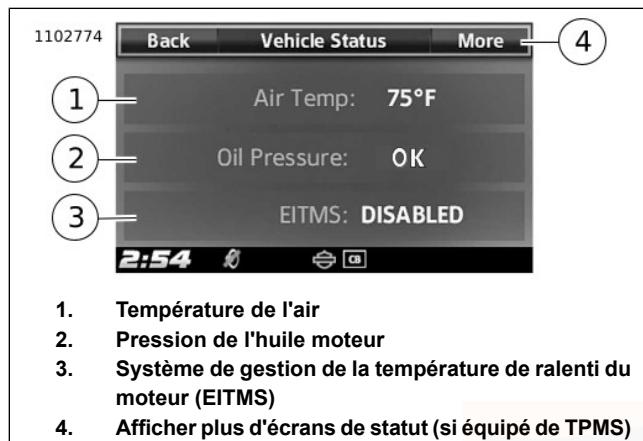 1102774
Back Vehicle Status More 4
1 Air Temp: 75°F
2 Oil Pressure: OK
3 EITMS: DISABLED
2:54 CB
1. Température de l'air
2. Pression de l'huile moteur
3. Système de gestion de la température de ralenti du
moteur (EITMS)
4. Afficher plus d'écrans de statut (si équipé de TPMS)